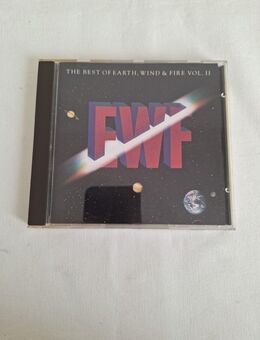 THE BEST OF EARTH, WIND & FIRE VOL. II
EWF